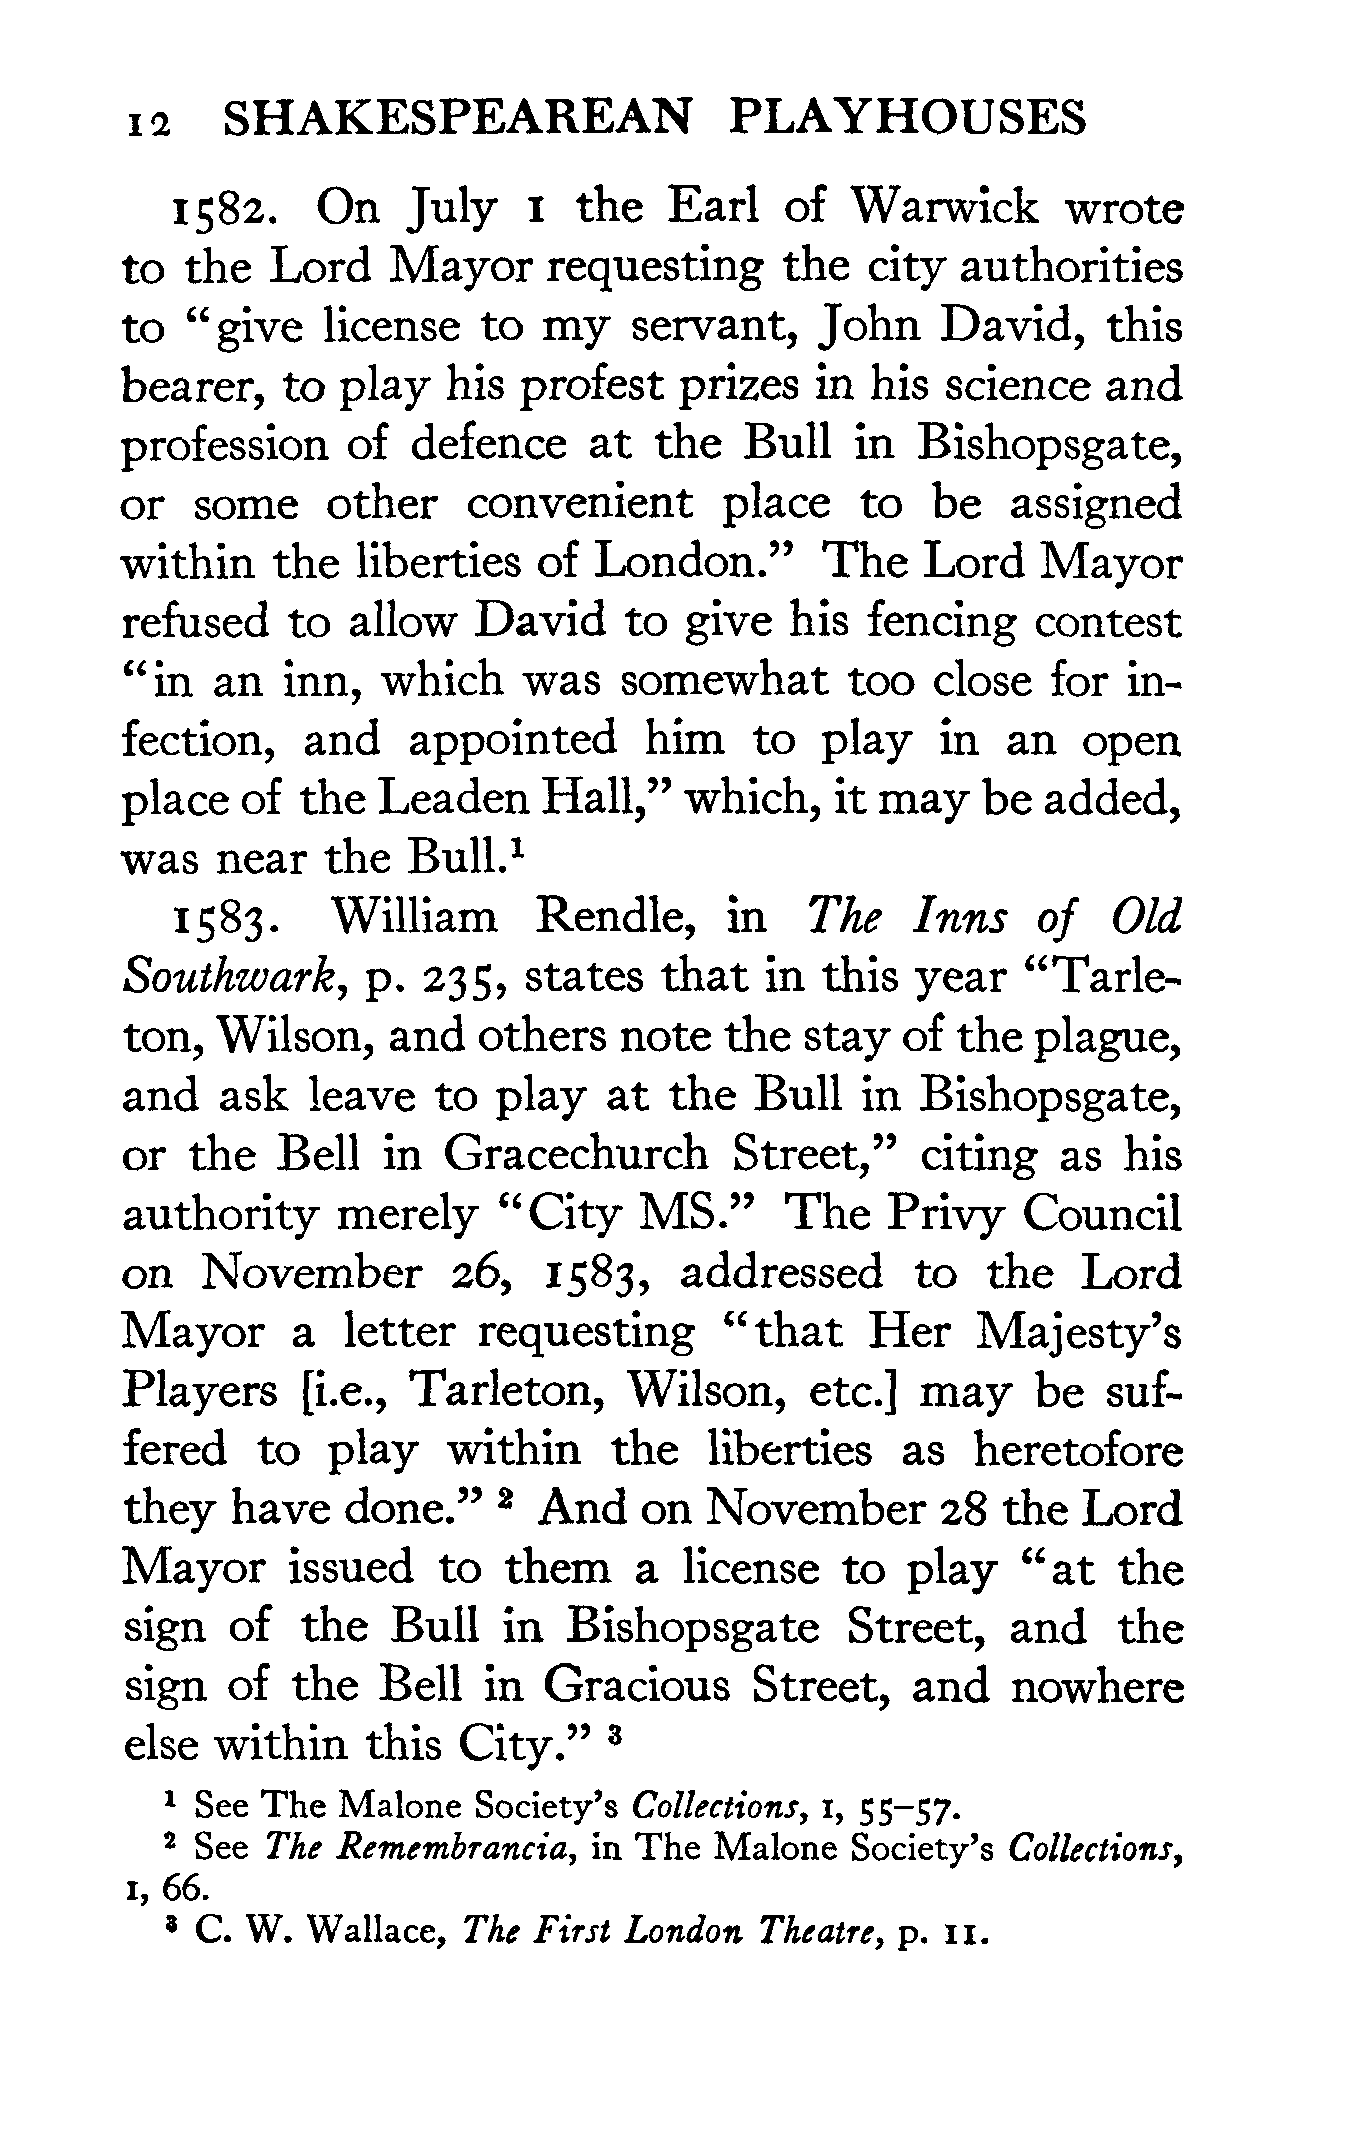 12 SHAKESPEAREAN PLAYHOUSES
1582. On July 1 the Earl of Warwick wrote
to the Lord Mayor requesting the city authorities
to “give license to my servant, John David, this
bearer, to play his profest prizes in his science and
profession of defence at the Bull in Bishopsgate,
or some other convenient place to be assigned
within the liberties of London.” The Lord Mayor
refused to allow David to give his fencing contest
“in an inn, which was somewhat too close for in-
fection, and appointed him to play in an open
place of the Leaden Hall,” which, it may be added,
was near the Bull.¹
1583. William Rendle, in The Inns of Old
Southwark, p. 235, states that in this year “Tarle-
ton, Wilson, and others note the stay of the plague,
and ask leave to play at the Bull in Bishopsgate,
or the Bell in Gracechurch Street,” citing as his
authority merely “City MS.” The Privy Council
on November 26, 1583, addressed to the Lord
Mayor a letter requesting “that Her Majesty’s
Players [i.e., Tarleton, Wilson, etc.] may be suf-
fered to play within the liberties as heretofore
they have done.” ² And on November 28 the Lord
Mayor issued to them a license to play “at the
sign of the Bull in Bishopsgate Street, and the
sign of the Bell in Gracious Street, and nowhere
else within this City.” ³
¹ See The Malone Society’s Collections, I, 55–57.
² See The Remembrancia, in The Malone Society’s Collections,
I, 66.
³ C. W. Wallace, The First London Theatre, p. 11.